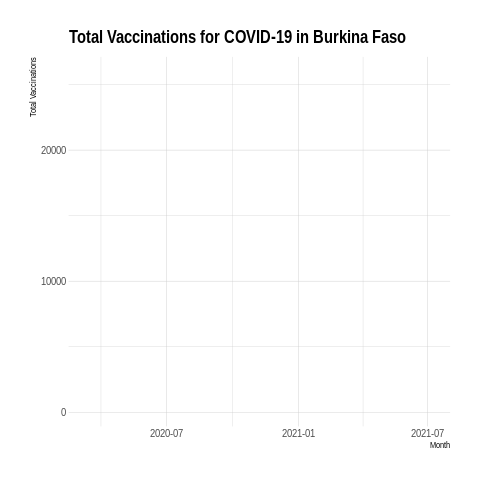 Total Vaccinations for COVID-19 in Burkina Faso
Total Vaccinations
20000
10000
0
2020-07 2021-01 2021-07
Month